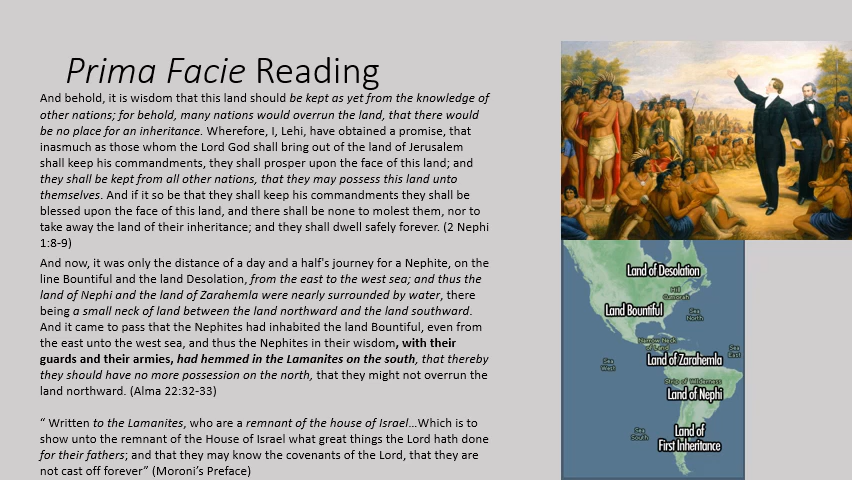 Prima Facie Reading
And behold, it is wisdom that this land should be kept as yet from the knowledge of
other nations; for behold, many nations would overrun the land, that there would
be no place for an inheritance. Wherefore, I, Lehi, have obtained a promise, that
inasmuch as those whom the Lord God shall bring out of the land of Jerusalem
shall keep his commandments, they shall prosper upon the face of this land; and
they shall be kept from all other nations, that they may possess this land unto
themselves. And if it so be that they shall keep his commandments they shall be
blessed upon the face of this land, and there shall be none to molest them, nor to
take away the land of their inheritance; and they shall dwell safely forever. (2 Nephi
1:8-9)
And now, it was only the distance of a day and a half's journey for a Nephite, on the
line Bountiful and the land Desolation, from the east to the west sea; and thus the
land of Nephi and the land of Zarahemla were nearly surrounded by water, there
being a small neck of land between the land northward and the land southward.
And it came to pass that the Nephites had inhabited the land Bountiful, even from
the east unto the west sea, and thus the Nephites in their wisdom, with their
guards and their armies, had hemmed in the Lamanites on the south, that thereby
they should have no more possession on the north, that they might not overrun the
land northward. (Alma 22:32-33)
“ Written to the Lamanites, who are a remnant of the house of Israel…Which is to
show unto the remnant of the House of Israel what great things the Lord hath done
for their fathers; and that they may know the covenants of the Lord, that they are
not cast off forever” (Moroni’s Preface)
Land of Desolation
Hill
Cumorah
Land Bountiful
Sea
North
Narrow Neck
of Land
Sea
East
Sea
West
Land of Zarahemla
Strip of Wilderness
Land of Nephi
Sea
South
Land of
First Inheritance